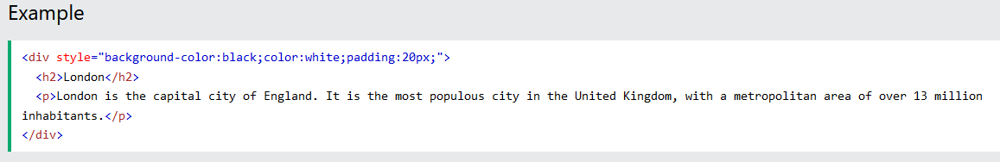 Example
<div style="background-color:black;color:white;padding:20px;">
  <h2>London</h2>
  <p>London is the capital city of England. It is the most populous city in the United Kingdom, with a metropolitan area of over 13 million
inhabitants.</p>
</div>